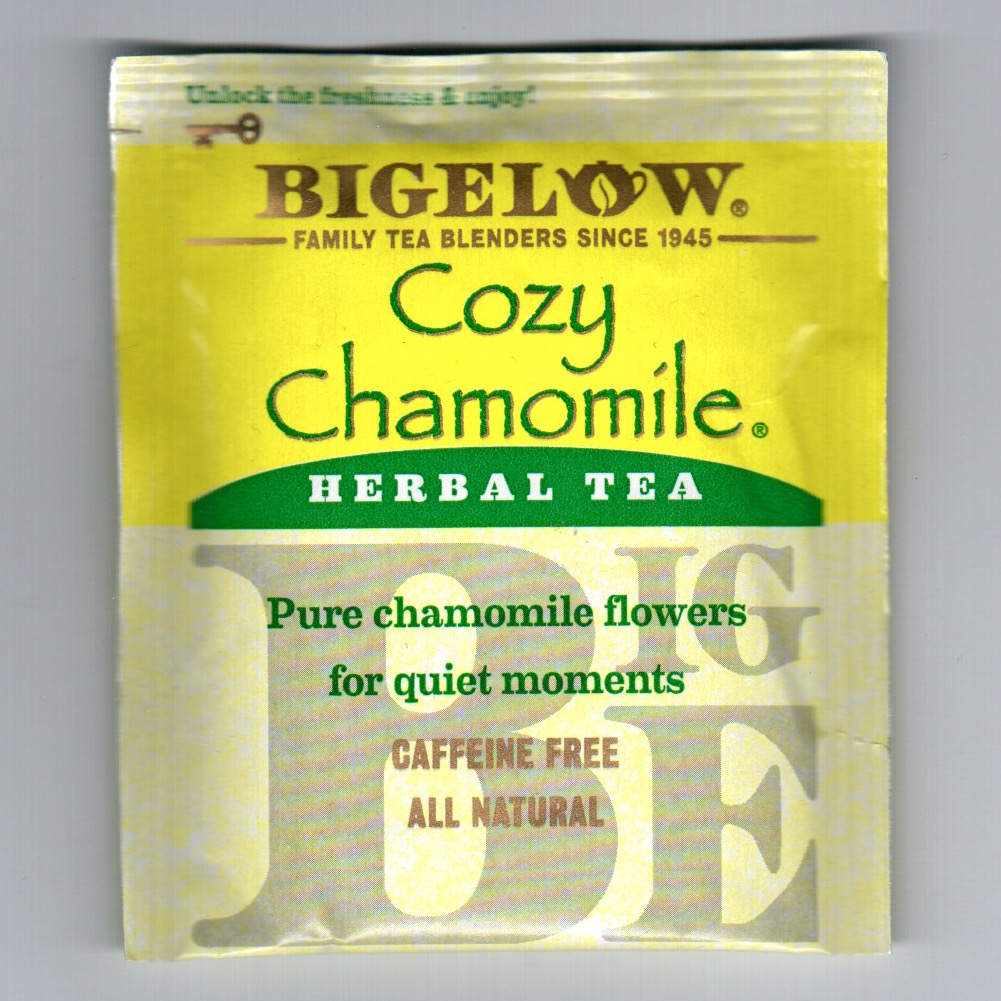 Unlock the freshness & enjoy!
BIGELOW®
FAMILY TEA BLENDERS SINCE 1945
Cozy
Chamomile®
HERBAL TEA
BIG
BE
Pure chamomile flowers
for quiet moments
CAFFEINE FREE
ALL NATURAL